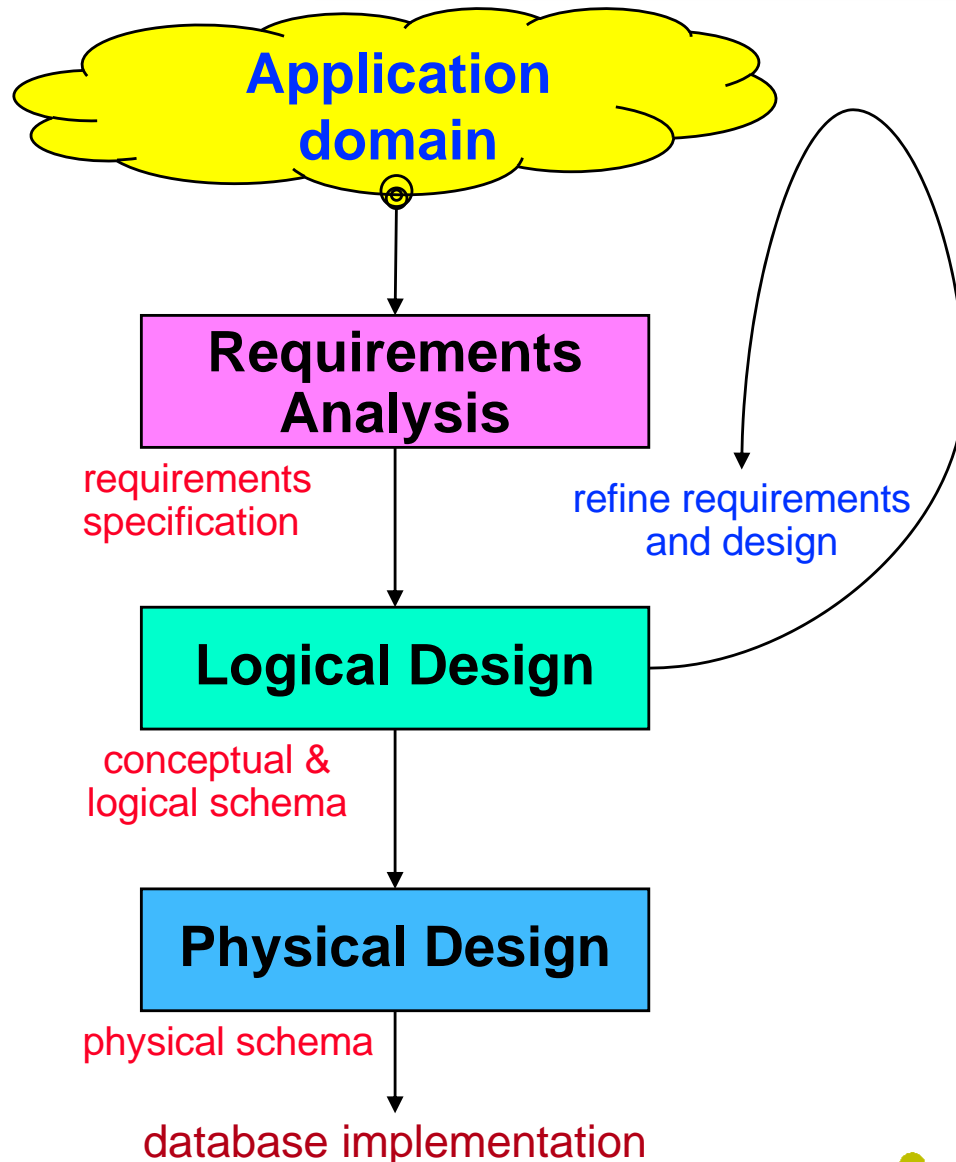 Application
domain
Requirements
Analysis
requirements
specification
refine requirements
and design
Logical Design
conceptual &
logical schema
Physical Design
physical schema
database implementation